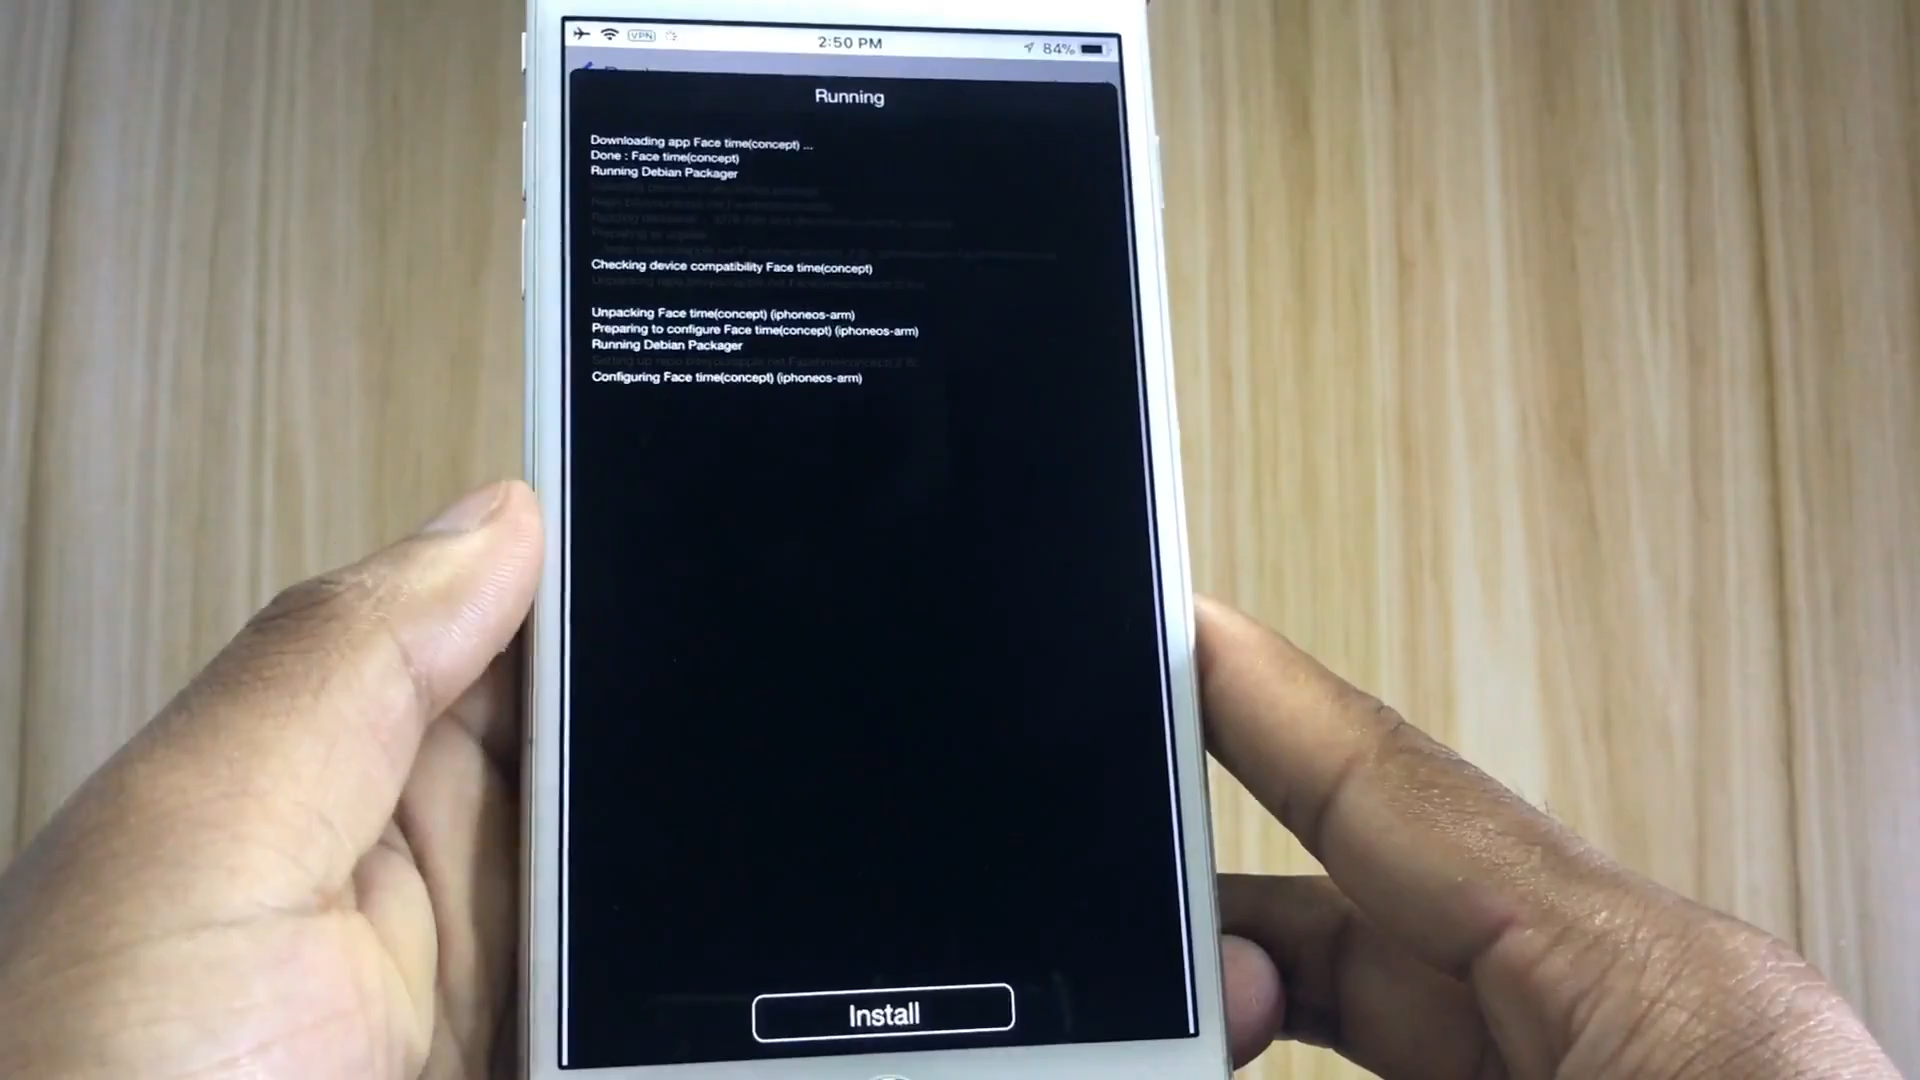 VPN
2:50 PM
84%
Running
Downloading app Face time(concept) ...
Done : Face time(concept)
Running Debian Packager
Checking device compatibility Face time(concept)
Unpacking Face time(concept) (iphoneos-arm)
Preparing to configure Face time(concept) (iphoneos-arm)
Running Debian Packager
Configuring Face time(concept) (iphoneos-arm)
Install